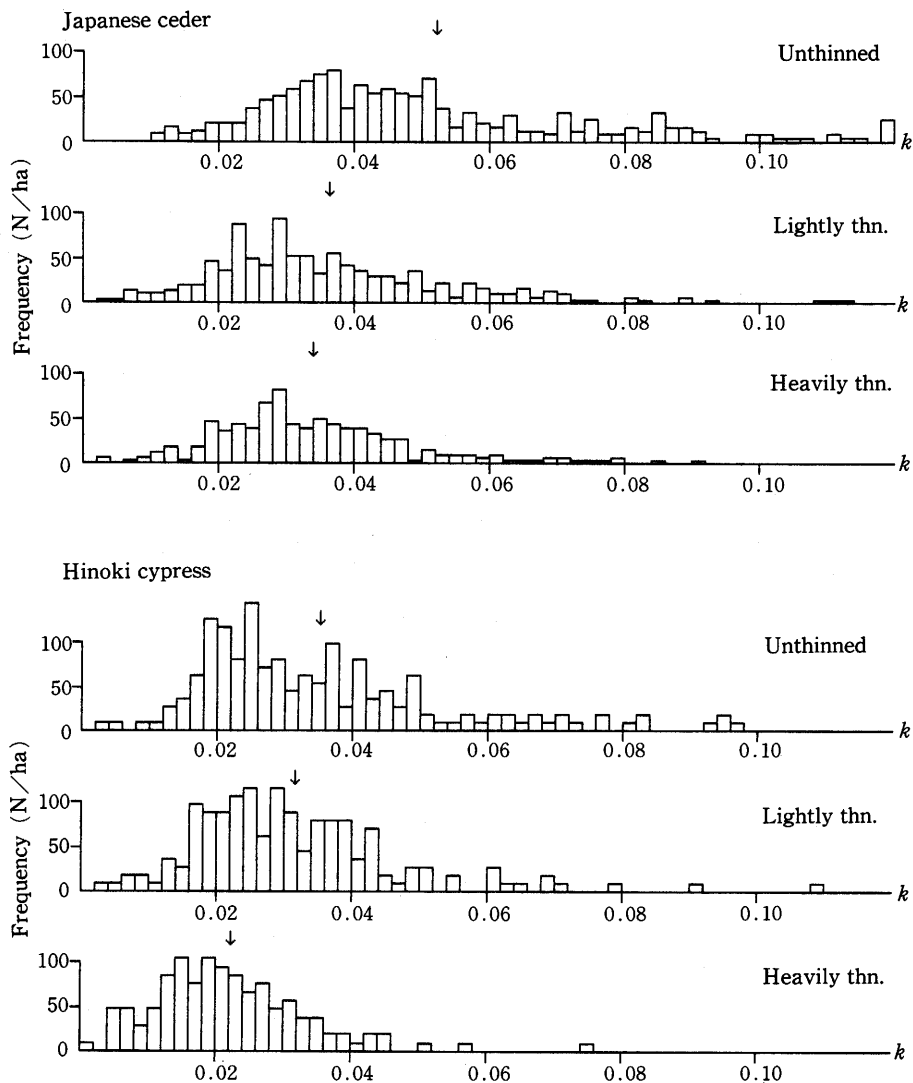 Japanese ceder
↓
Unthinned
100
50
0
0.02 0.04 0.06 0.08 0.10 k
↓
Lightly thn.
100
50
0
0.02 0.04 0.06 0.08 0.10 k
↓
Heavily thn.
100
50
0
0.02 0.04 0.06 0.08 0.10 k
Frequency (N/ha)
Hinoki cypress
↓
Unthinned
100
50
0
0.02 0.04 0.06 0.08 0.10 k
↓
Lightly thn.
100
50
0
0.02 0.04 0.06 0.08 0.10 k
↓
Heavily thn.
100
50
0
0.02 0.04 0.06 0.08 0.10 k
Frequency (N/ha)